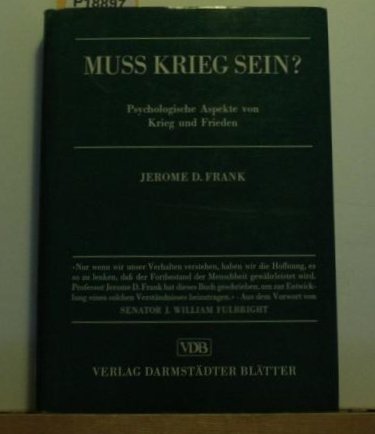 P18897
MUSS KRIEG SEIN?
Psychologische Aspekte von
Krieg und Frieden
JEROME D. FRANK
»Nur wenn wir unser Verhalten verstehen, haben wir die Hoffnung, es
so zu lenken, daß der Fortbestand der Menschheit gewährleistet wird.
Professor Jerome D. Frank hat dieses Buch geschrieben, um zur Entwick-
lung eines solchen Verständnisses beizutragen.« Aus dem Vorwort von
SENATOR J. WILLIAM FULBRIGHT
VDB
VERLAG DARMSTÄDTER BLÄTTER